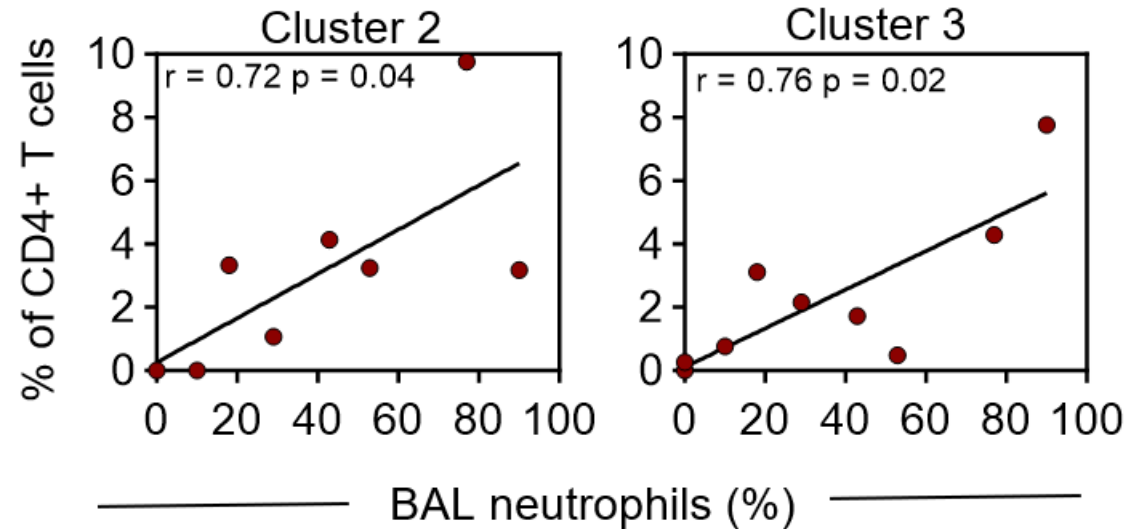 Cluster 2
Cluster 3
% of CD4+ T cells
10
8
6
4
2
0
r = 0.72 p = 0.04
0 20 40 60 80 100
10
8
6
4
2
0
r = 0.76 p = 0.02
0 20 40 60 80 100
BAL neutrophils (%)